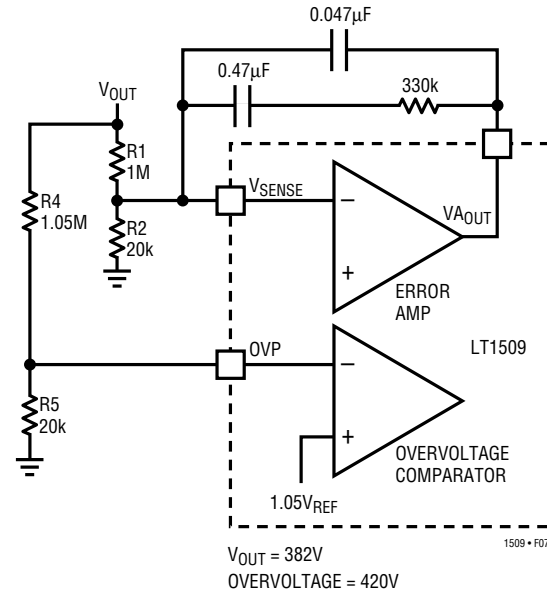 0.047μF
0.47μF
330k
VOUT
R1
1M
R4
1.05M
VSENSE
R2
20k
–
+
VAOUT
ERROR
AMP
LT1509
OVP
R5
20k
–
+
OVERVOLTAGE
COMPARATOR
1.05VREF
VOUT = 382V
OVERVOLTAGE = 420V
1509 • F07